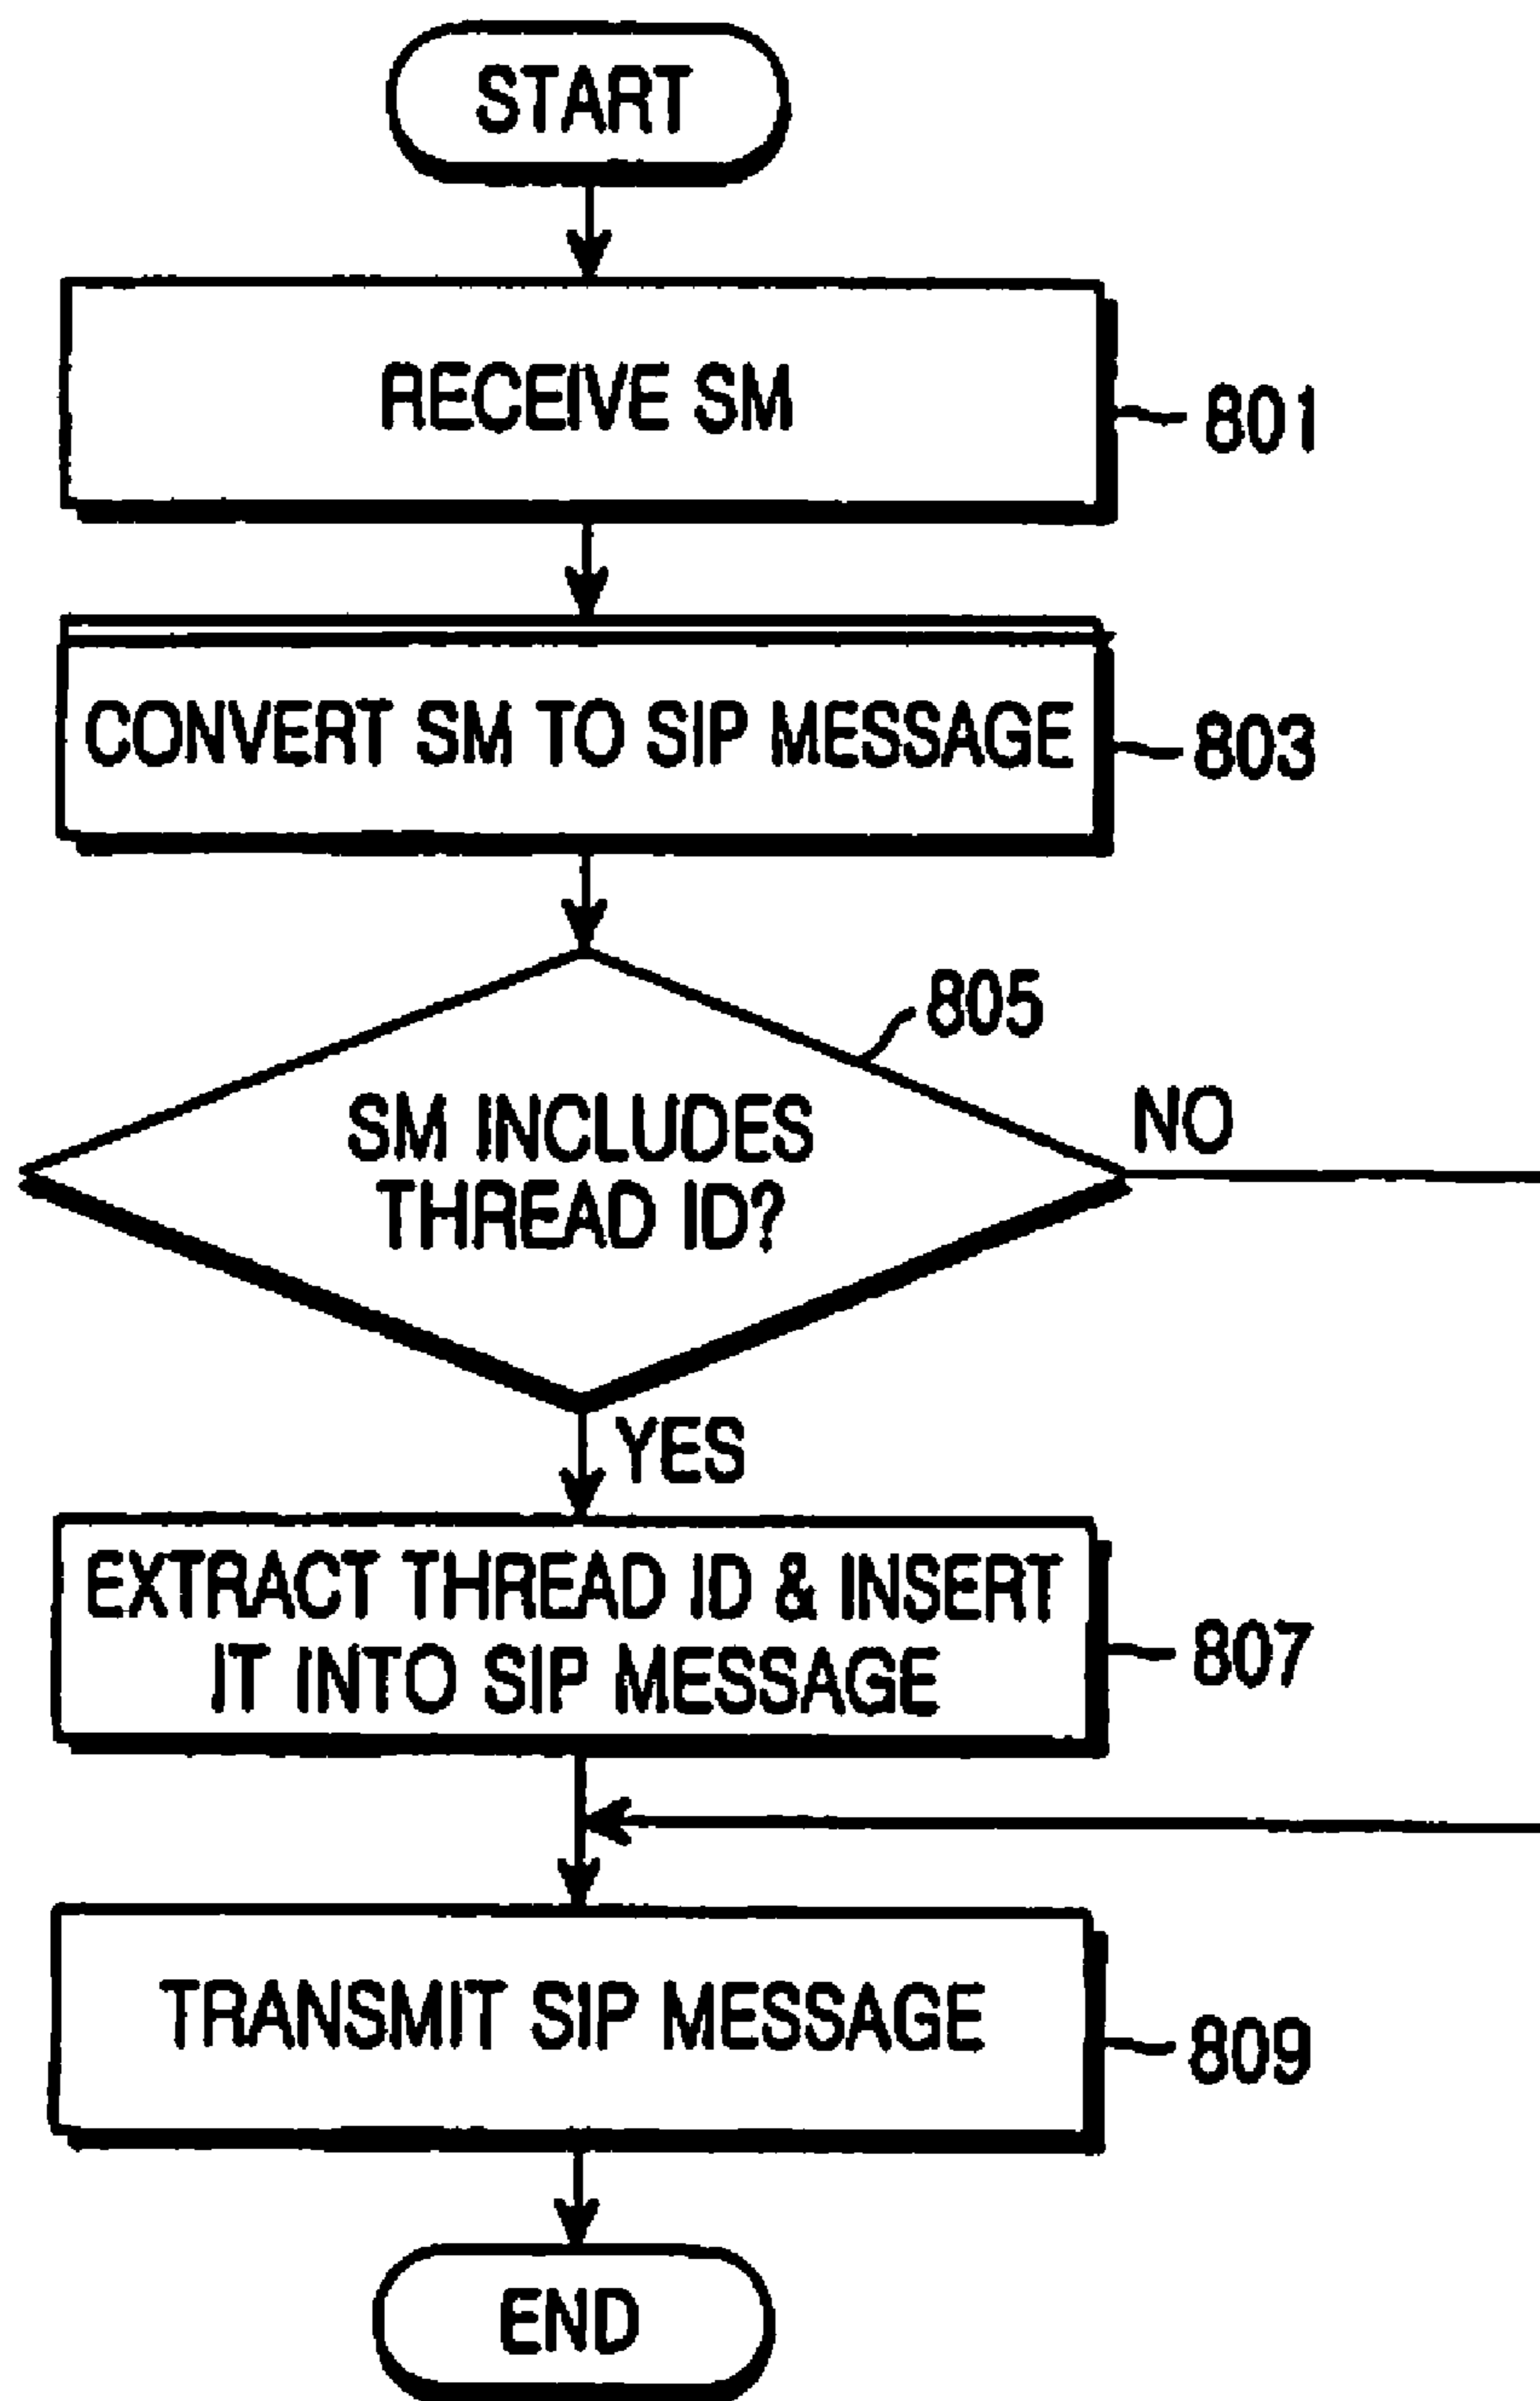 START
RECEIVE SM
801
CONVERT SM TO SIP MESSAGE
803
805
SM INCLUDES
THREAD ID?
NO
YES
EXTRACT THREAD ID & INSERT
IT INTO SIP MESSAGE
807
TRANSMIT SIP MESSAGE
809
END